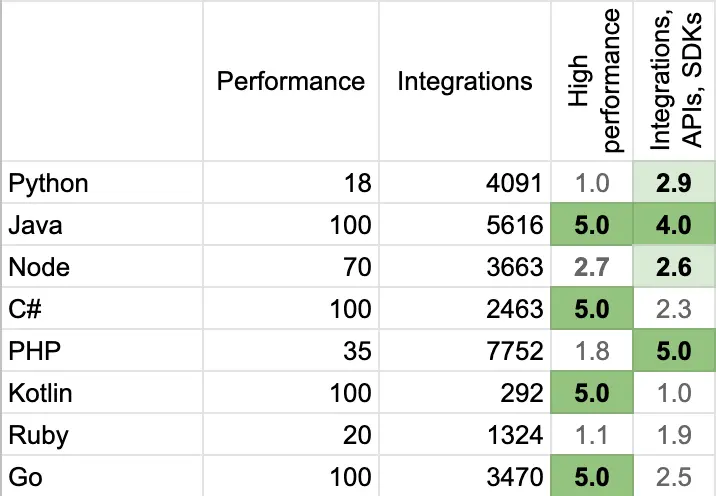 Performance Integrations High performance Integrations, APIs, SDKs
Python 18 4091 1.0 2.9
Java 100 5616 5.0 4.0
Node 70 3663 2.7 2.6
C# 100 2463 5.0 2.3
PHP 35 7752 1.8 5.0
Kotlin 100 292 5.0 1.0
Ruby 20 1324 1.1 1.9
Go 100 3470 5.0 2.5